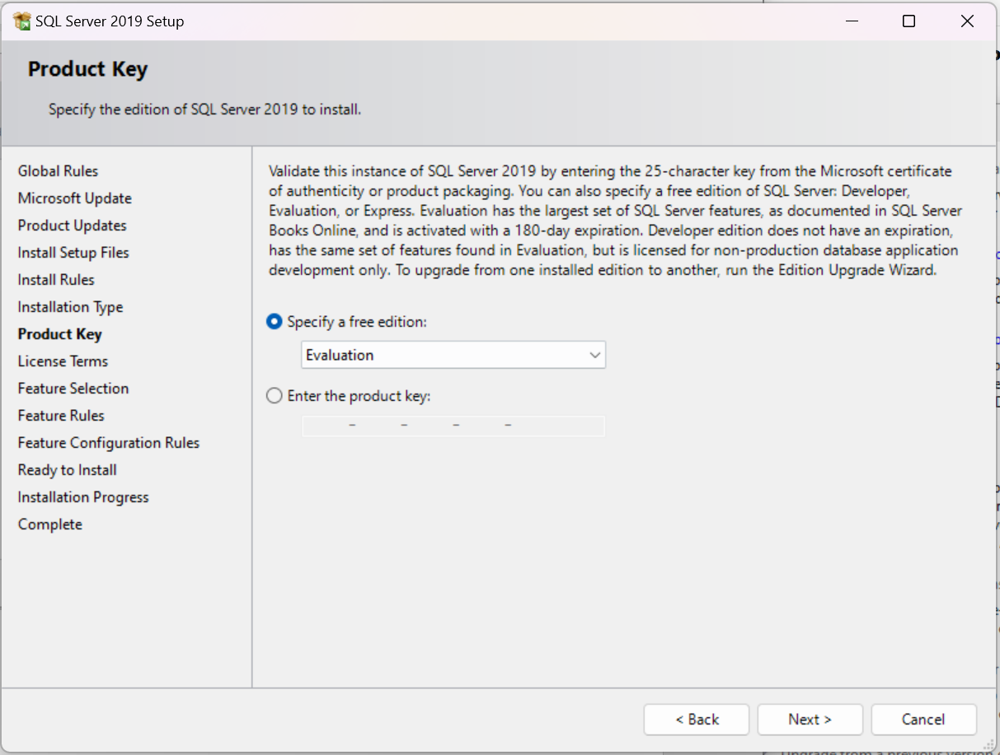 SQL Server 2019 Setup
Product Key
Specify the edition of SQL Server 2019 to install.
Global Rules
Microsoft Update
Product Updates
Install Setup Files
Install Rules
Installation Type
Product Key
License Terms
Feature Selection
Feature Rules
Feature Configuration Rules
Ready to Install
Installation Progress
Complete
Validate this instance of SQL Server 2019 by entering the 25-character key from the Microsoft certificate
of authenticity or product packaging. You can also specify a free edition of SQL Server: Developer,
Evaluation, or Express. Evaluation has the largest set of SQL Server features, as documented in SQL Server
Books Online, and is activated with a 180-day expiration. Developer edition does not have an expiration,
has the same set of features found in Evaluation, but is licensed for non-production database application
development only. To upgrade from one installed edition to another, run the Edition Upgrade Wizard.
Specify a free edition:
Evaluation
Enter the product key:
- - - -
< Back Next > Cancel
Upgrade from a previous version